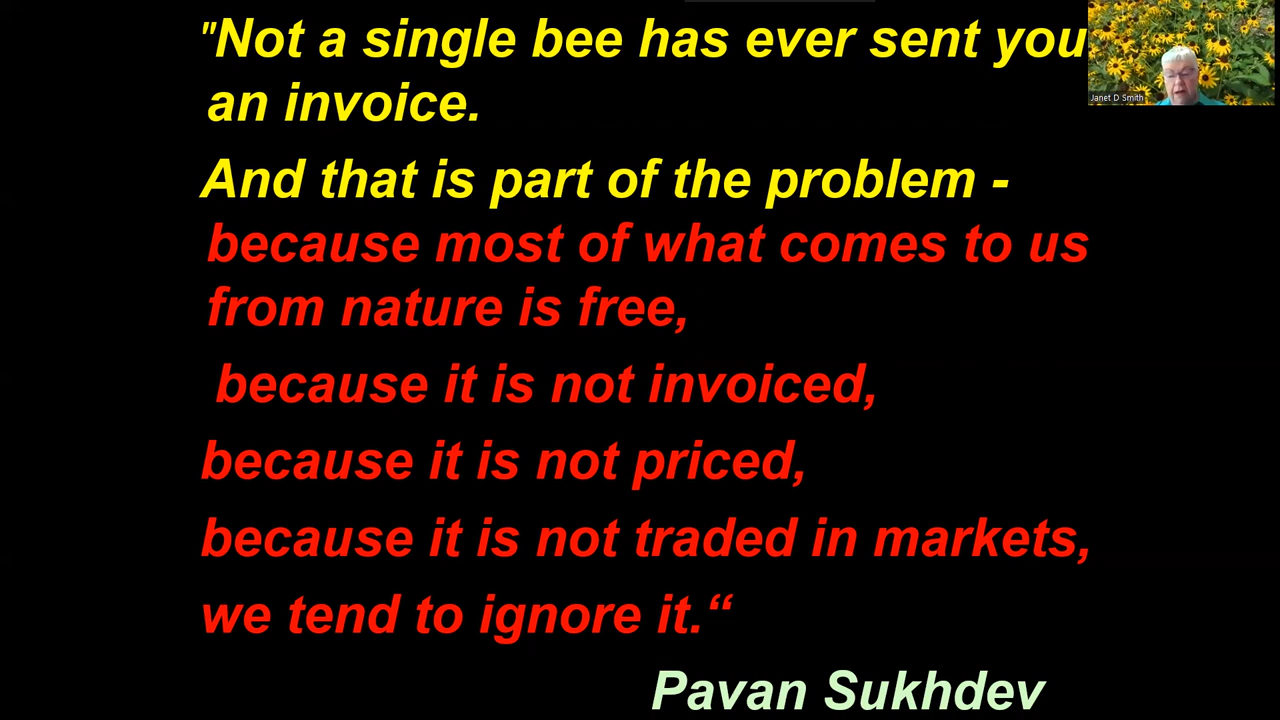 "Not a single bee has ever sent you
an invoice.
And that is part of the problem -
because most of what comes to us
from nature is free,
because it is not invoiced,
because it is not priced,
because it is not traded in markets,
we tend to ignore it.“
Pavan Sukhdev
Janet D Smith